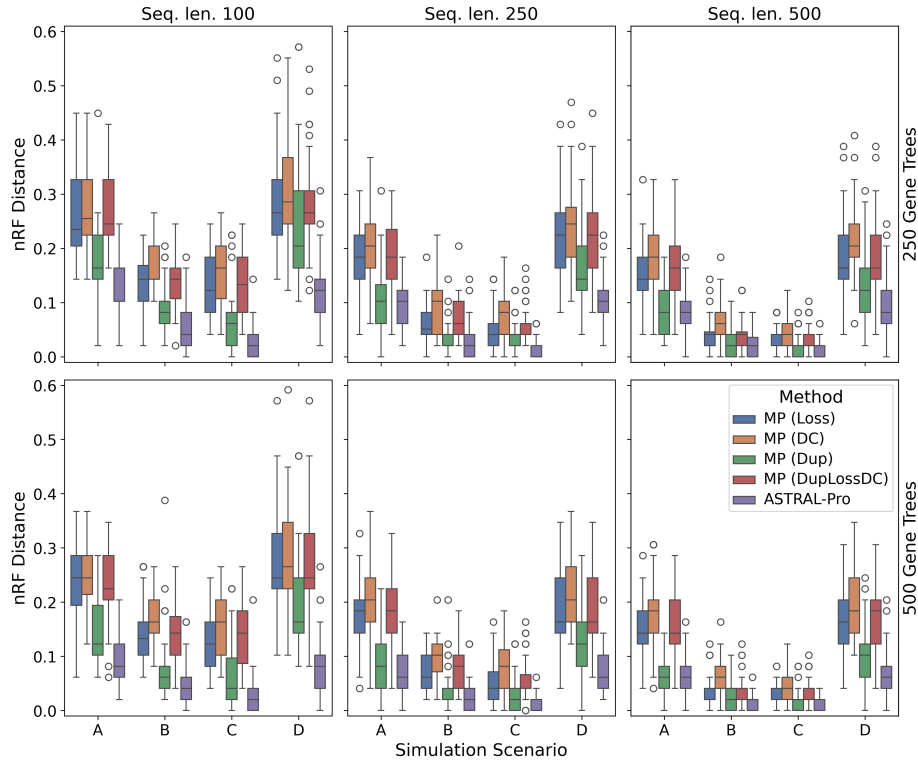 Seq. len. 100
Seq. len. 250
Seq. len. 500
0.6
0.5
0.4
0.3
0.2
0.1
0.0
nRF Distance
250 Gene Trees
0.6
0.5
0.4
0.3
0.2
0.1
0.0
nRF Distance
500 Gene Trees
Method
MP (Loss)
MP (DC)
MP (Dup)
MP (DupLossDC)
ASTRAL-Pro
A B C D A B C D A B C D
Simulation Scenario